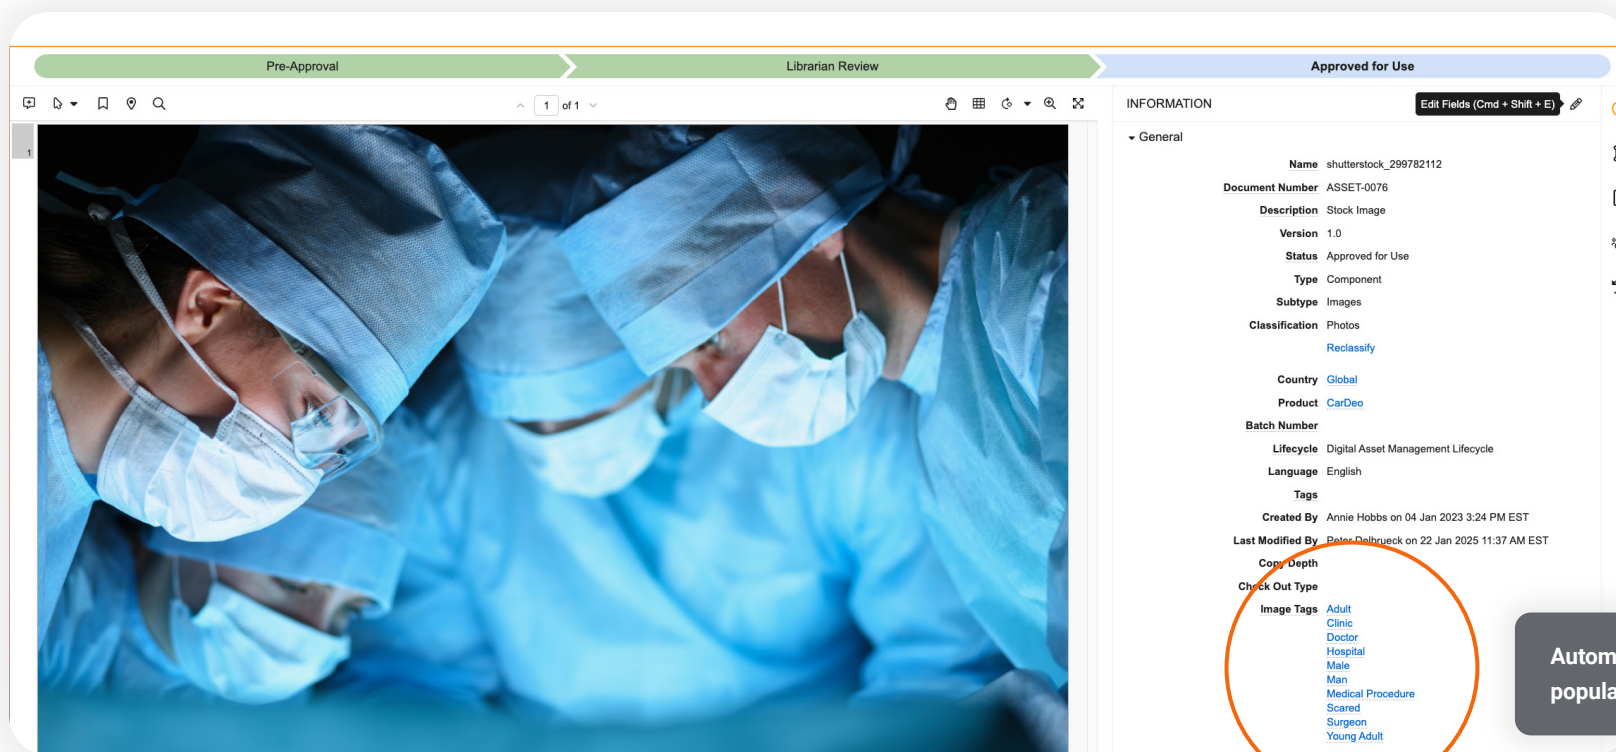 Pre-Approval
Librarian Review
Approved for Use
1 of 1
INFORMATION
Edit Fields (Cmd + Shift + E)
1
General
Name shutterstock_299782112
Document Number ASSET-0076
Description Stock Image
Version 1.0
Status Approved for Use
Type Component
Subtype Images
Classification Photos
Reclassify
Country Global
Product CarDeo
Batch Number
Lifecycle Digital Asset Management Lifecycle
Language English
Tags
Created By Annie Hobbs on 04 Jan 2023 3:24 PM EST
Last Modified By Peter Delbrueck on 22 Jan 2025 11:37 AM EST
Copy Depth
Check Out Type
Image Tags Adult
Clinic
Doctor
Hospital
Male
Man
Medical Procedure
Scared
Surgeon
Young Adult
Autom
popula